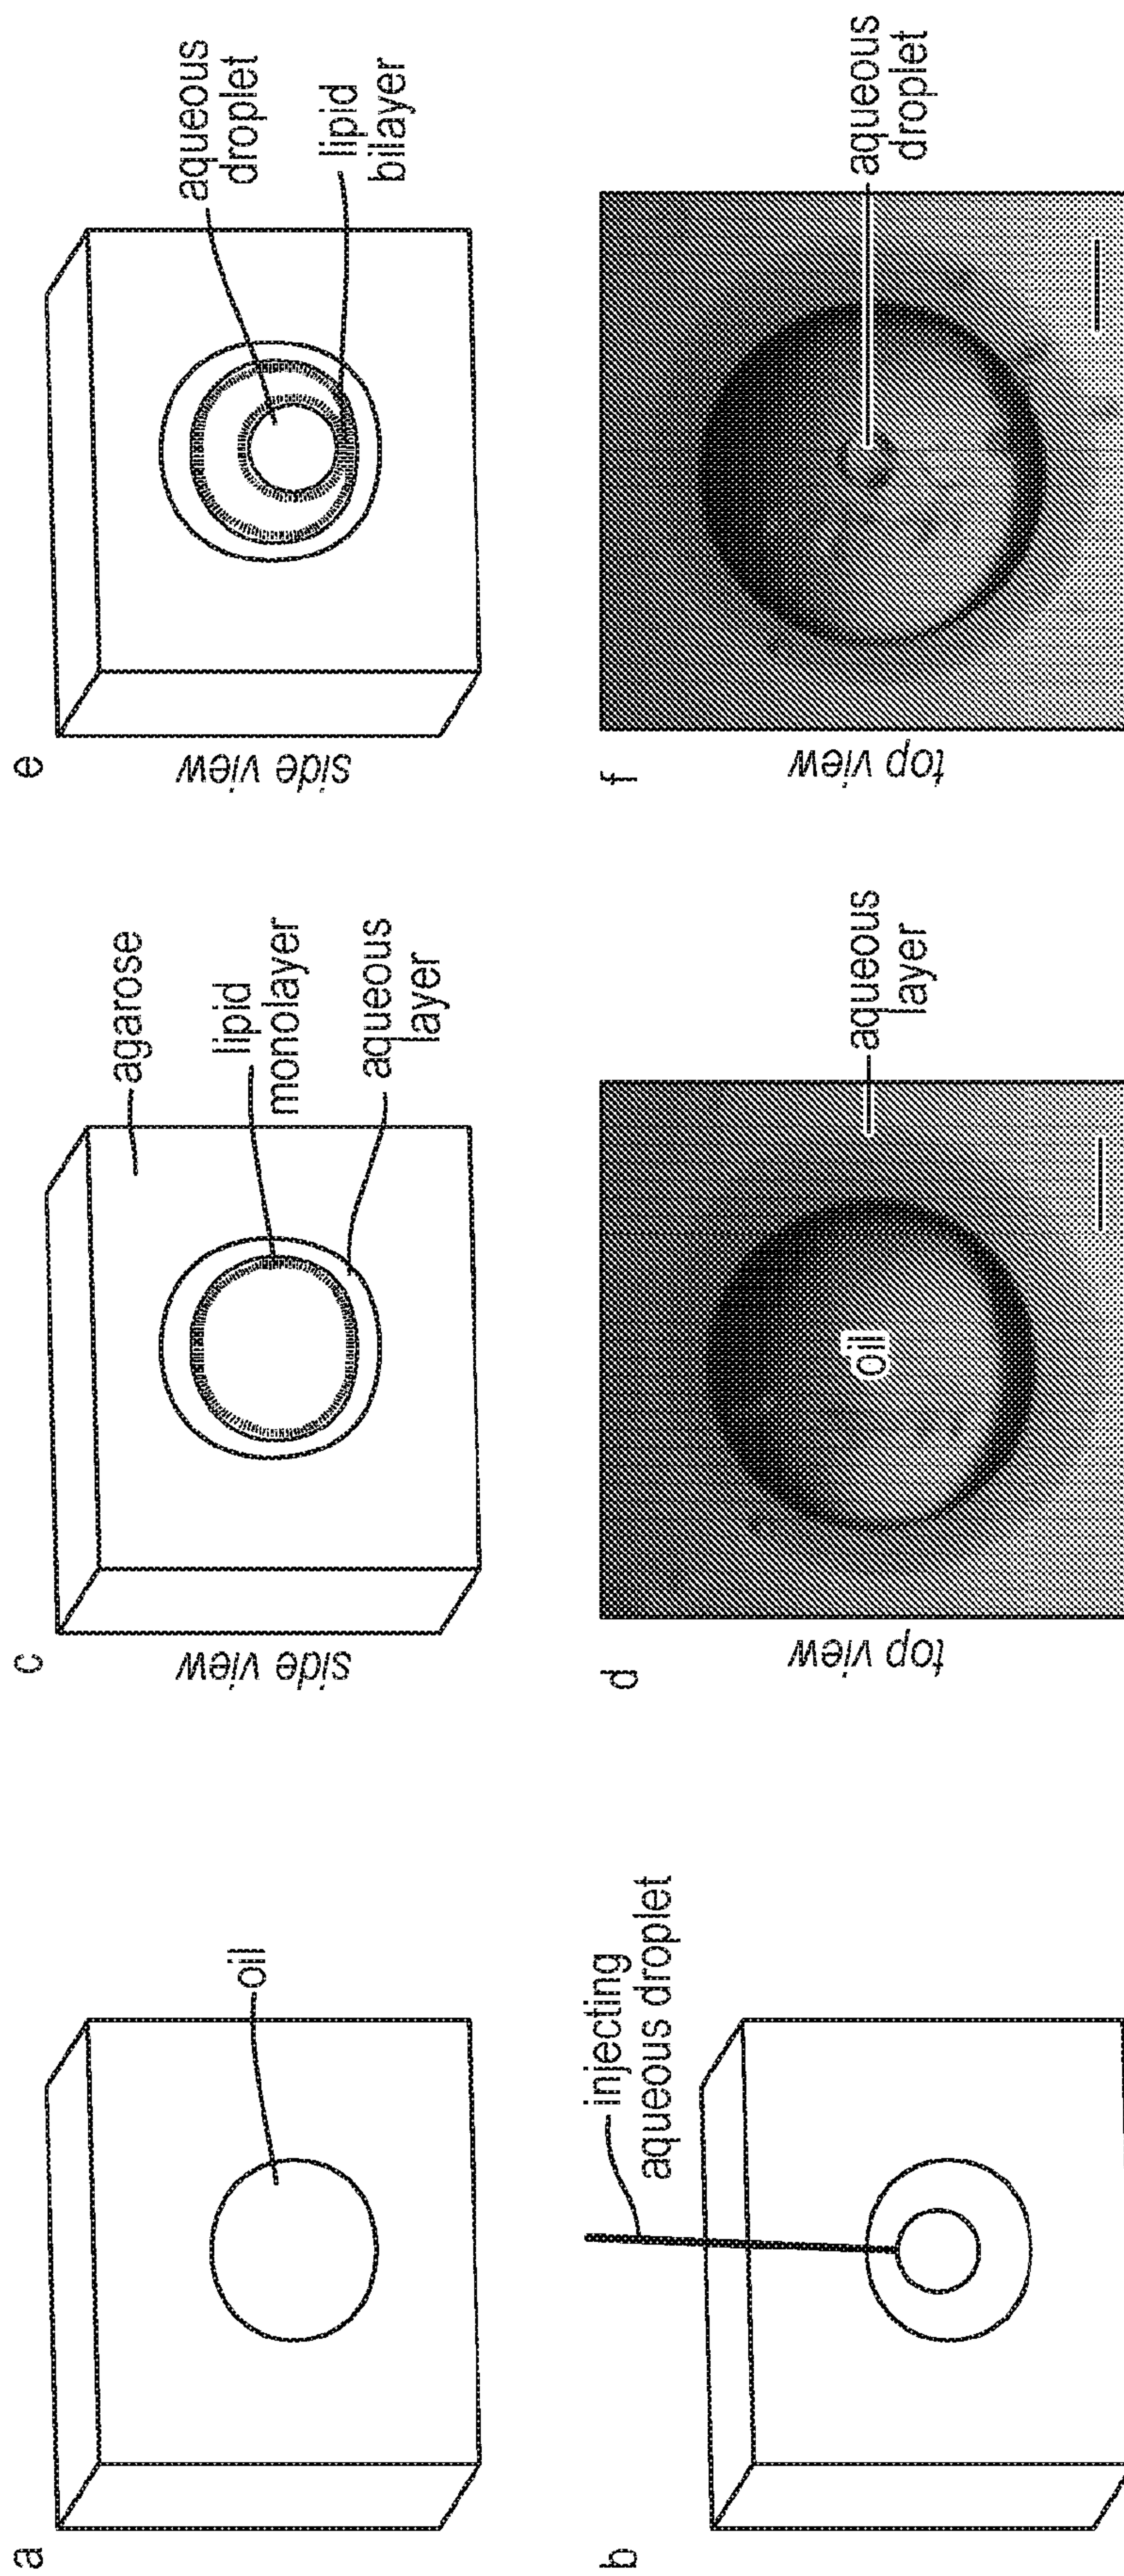 a
oil
b
injecting
aqueous droplet
c
side view
agarose
lipid
monolayer
aqueous
layer
d
top view
oil
aqueous
layer
e
side view
aqueous
droplet
lipid
bilayer
f
top view
aqueous
droplet